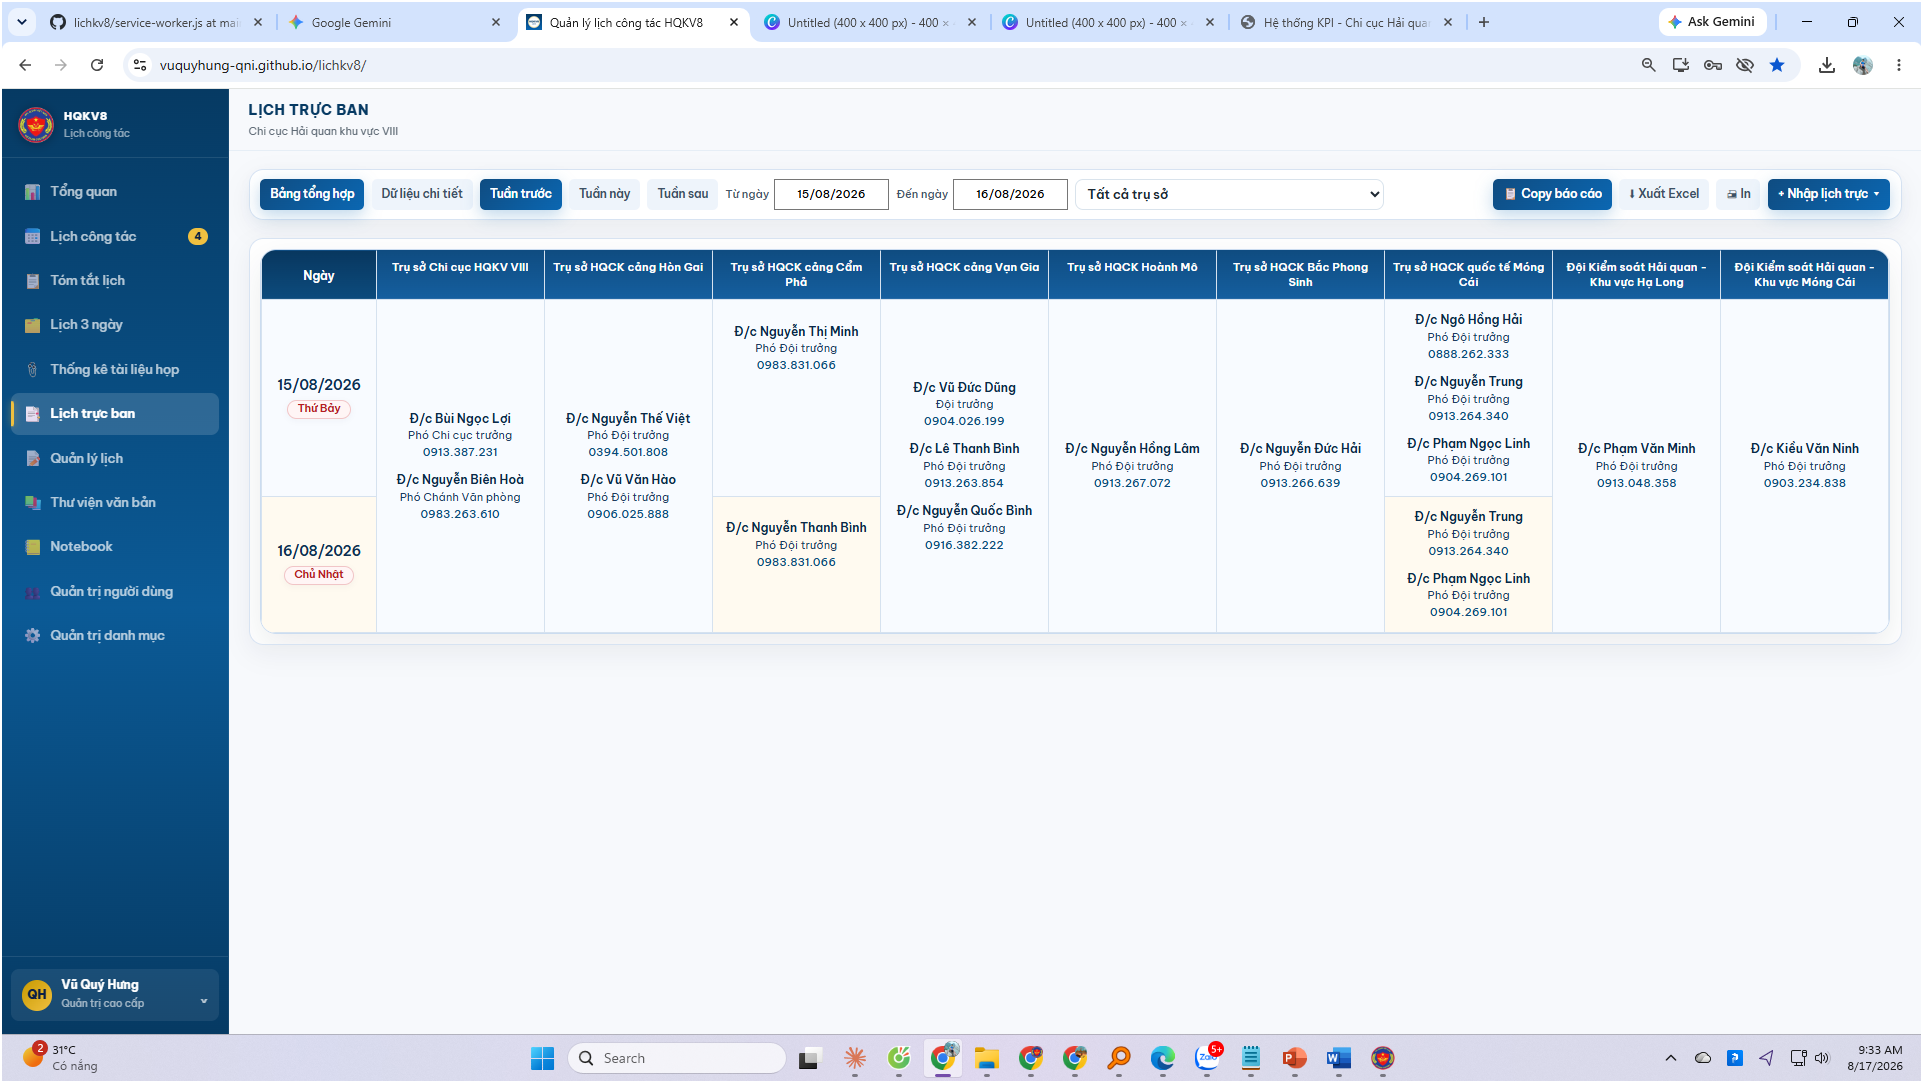 lichkv8/service-worker.js at mai
Google Gemini
Quản lý lịch công tác HQKV8
Untitled (400 x 400 px) - 400 ×
Untitled (400 x 400 px) - 400 ×
Hệ thống KPI - Chi cục Hải qua
Ask Gemini
vuquyhung-qni.github.io/lichkv8/
HQKV8
Lịch công tác
Tổng quan
Lịch công tác 4
Tóm tắt lịch
Lịch 3 ngày
Thống kê tài liệu họp
Lịch trực ban
Quản lý lịch
Thư viện văn bản
Notebook
Quản trị người dùng
Quản trị danh mục
QH
Vũ Quý Hưng
Quản trị cao cấp
LỊCH TRỰC BAN
Chi cục Hải quan khu vực VIII
Bảng tổng hợp Dữ liệu chi tiết Tuần trước Tuần này Tuần sau Từ ngày 15/08/2026 Đến ngày 16/08/2026 Tất cả trụ sở Copy báo cáo Xuất Excel In + Nhập lịch trực
Ngày
Trụ sở Chi cục HQKV VIII
Trụ sở HQCK cảng Hòn Gai
Trụ sở HQCK cảng Cẩm
Phả
Trụ sở HQCK cảng Vạn Gia
Trụ sở HQCK Hoành Mô
Trụ sở HQCK Bắc Phong
Sinh
Trụ sở HQCK quốc tế Móng
Cái
Đội Kiểm soát Hải quan -
Khu vực Hạ Long
Đội Kiểm soát Hải quan -
Khu vực Móng Cái
15/08/2026
Thứ Bảy
Đ/c Bùi Ngọc Lợi
Phó Chi cục trưởng
0913.387.231
Đ/c Nguyễn Biên Hoà
Phó Chánh Văn phòng
0983.263.610
Đ/c Nguyễn Thế Việt
Phó Đội trưởng
0394.501.808
Đ/c Vũ Văn Hào
Phó Đội trưởng
0906.025.888
Đ/c Nguyễn Thị Minh
Phó Đội trưởng
0983.831.066
Đ/c Vũ Đức Dũng
Đội trưởng
0904.026.199
Đ/c Lê Thanh Bình
Phó Đội trưởng
0913.263.854
Đ/c Nguyễn Quốc Bình
Phó Đội trưởng
0916.382.222
Đ/c Nguyễn Hồng Lâm
Phó Đội trưởng
0913.267.072
Đ/c Nguyễn Đức Hải
Phó Đội trưởng
0913.266.639
Đ/c Ngô Hồng Hải
Phó Đội trưởng
0888.262.333
Đ/c Nguyễn Trung
Phó Đội trưởng
0913.264.340
Đ/c Phạm Ngọc Linh
Phó Đội trưởng
0904.269.101
Đ/c Phạm Văn Minh
Phó Đội trưởng
0913.048.358
Đ/c Kiều Văn Ninh
Phó Đội trưởng
0903.234.838
16/08/2026
Chủ Nhật
Đ/c Nguyễn Thanh Bình
Phó Đội trưởng
0983.831.066
Đ/c Nguyễn Trung
Phó Đội trưởng
0913.264.340
Đ/c Phạm Ngọc Linh
Phó Đội trưởng
0904.269.101
2
31°C
Có nắng
Search
Zalo
5+
9:33 AM
8/17/2026